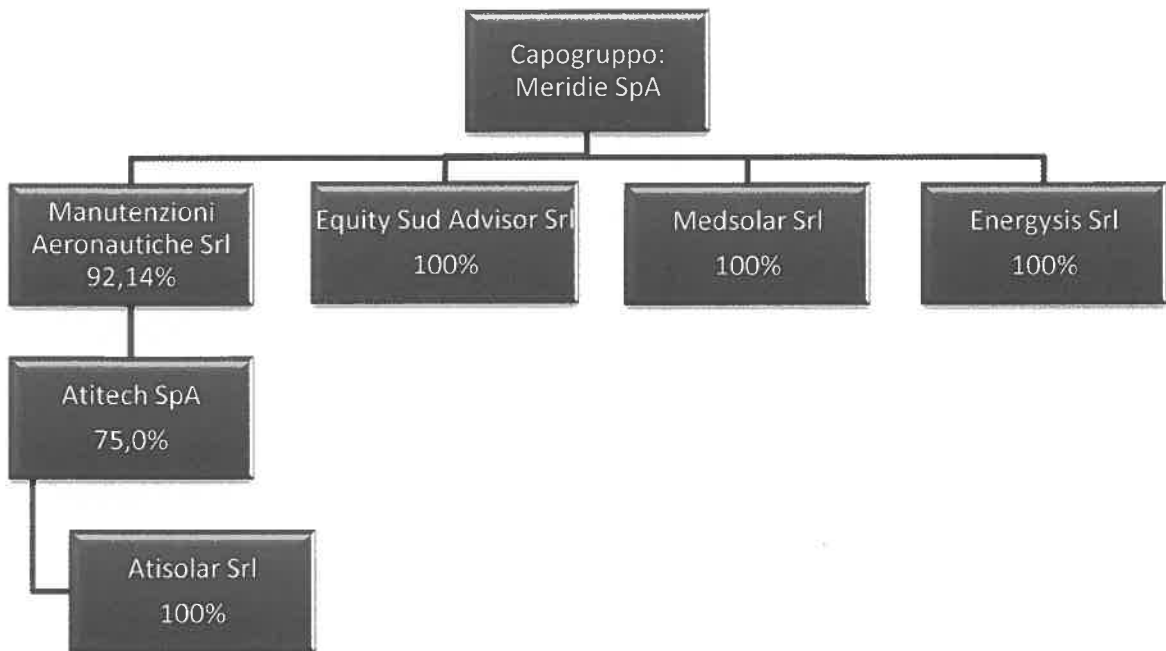 Capogruppo:
Meridie SpA
Manutenzioni
Aeronautiche Srl
92,14%
Equity Sud Advisor Srl
100%
Medsolar Srl
100%
Energysis Srl
100%
Atitech SpA
75,0%
Atisolar Srl
100%